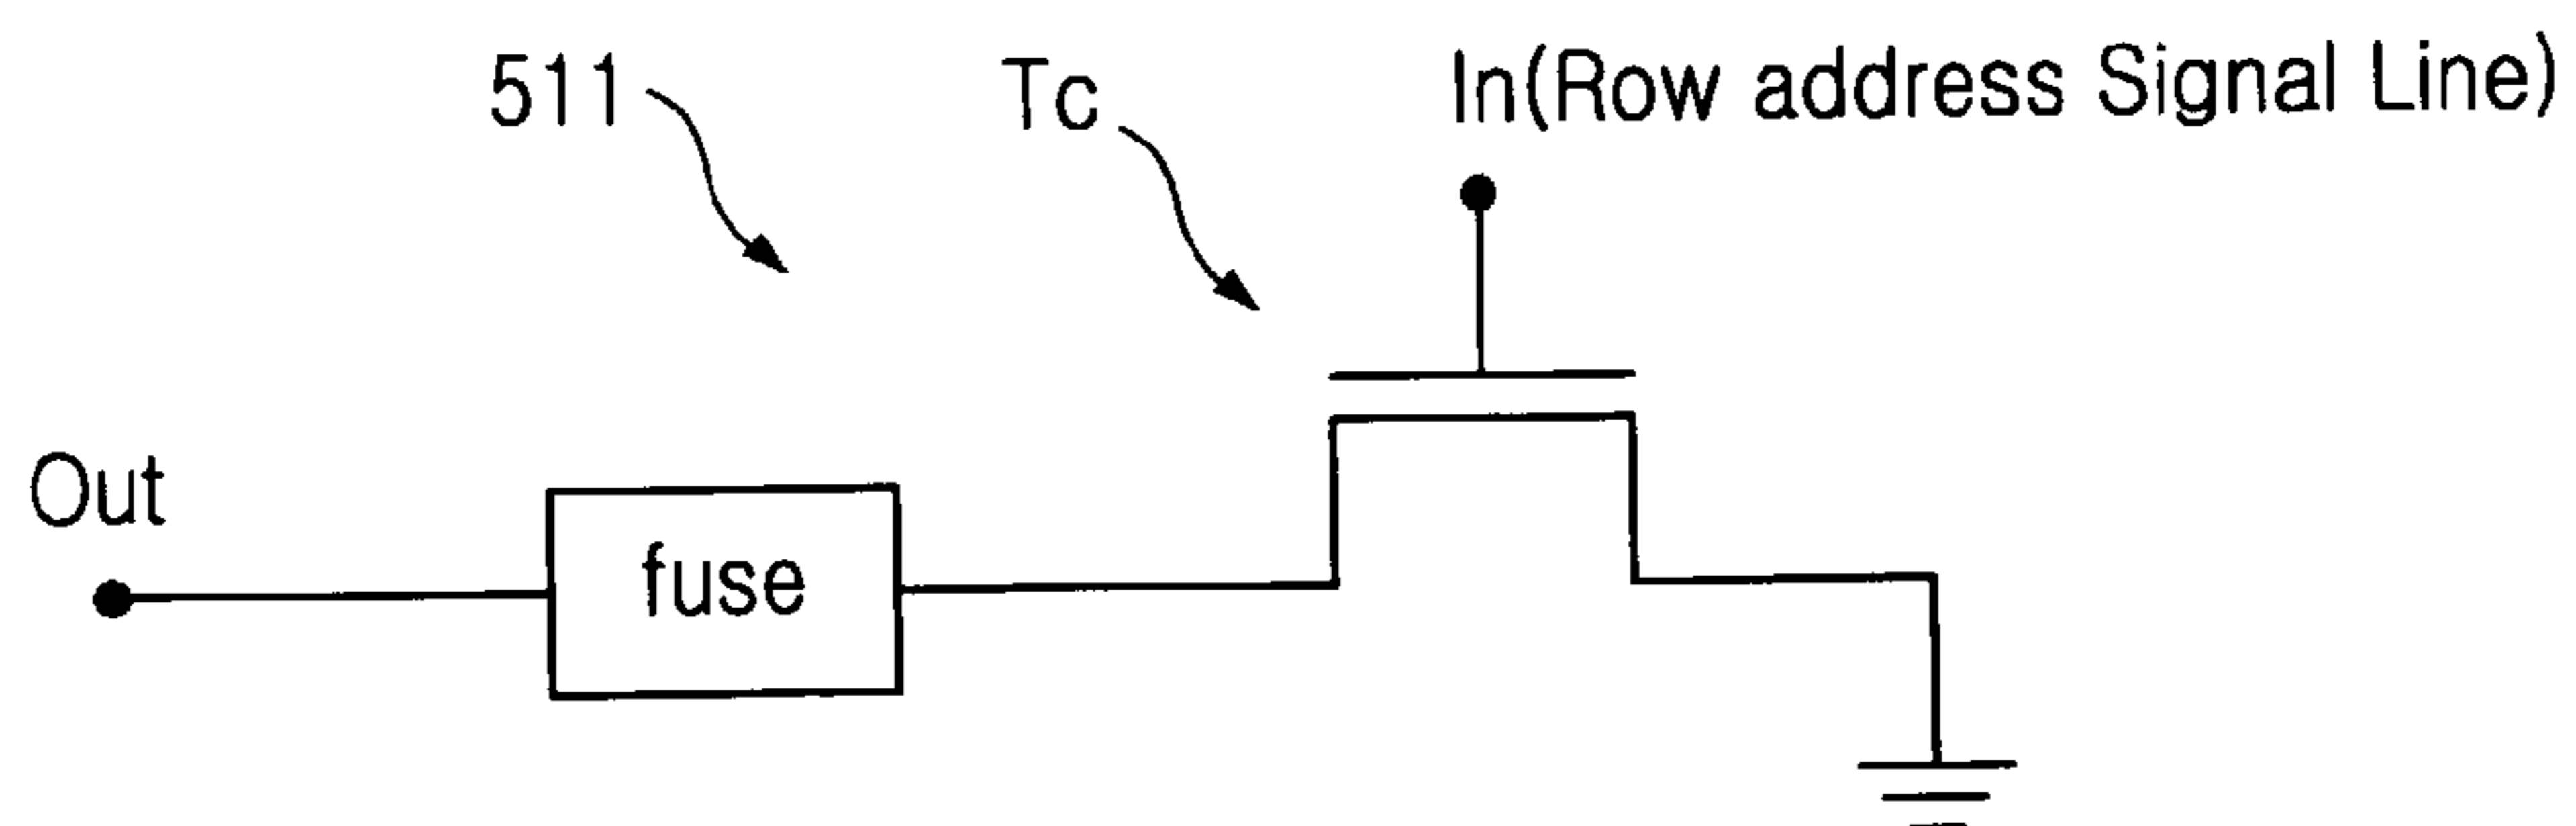 511
Tc
In(Row address Signal Line)
Out
fuse